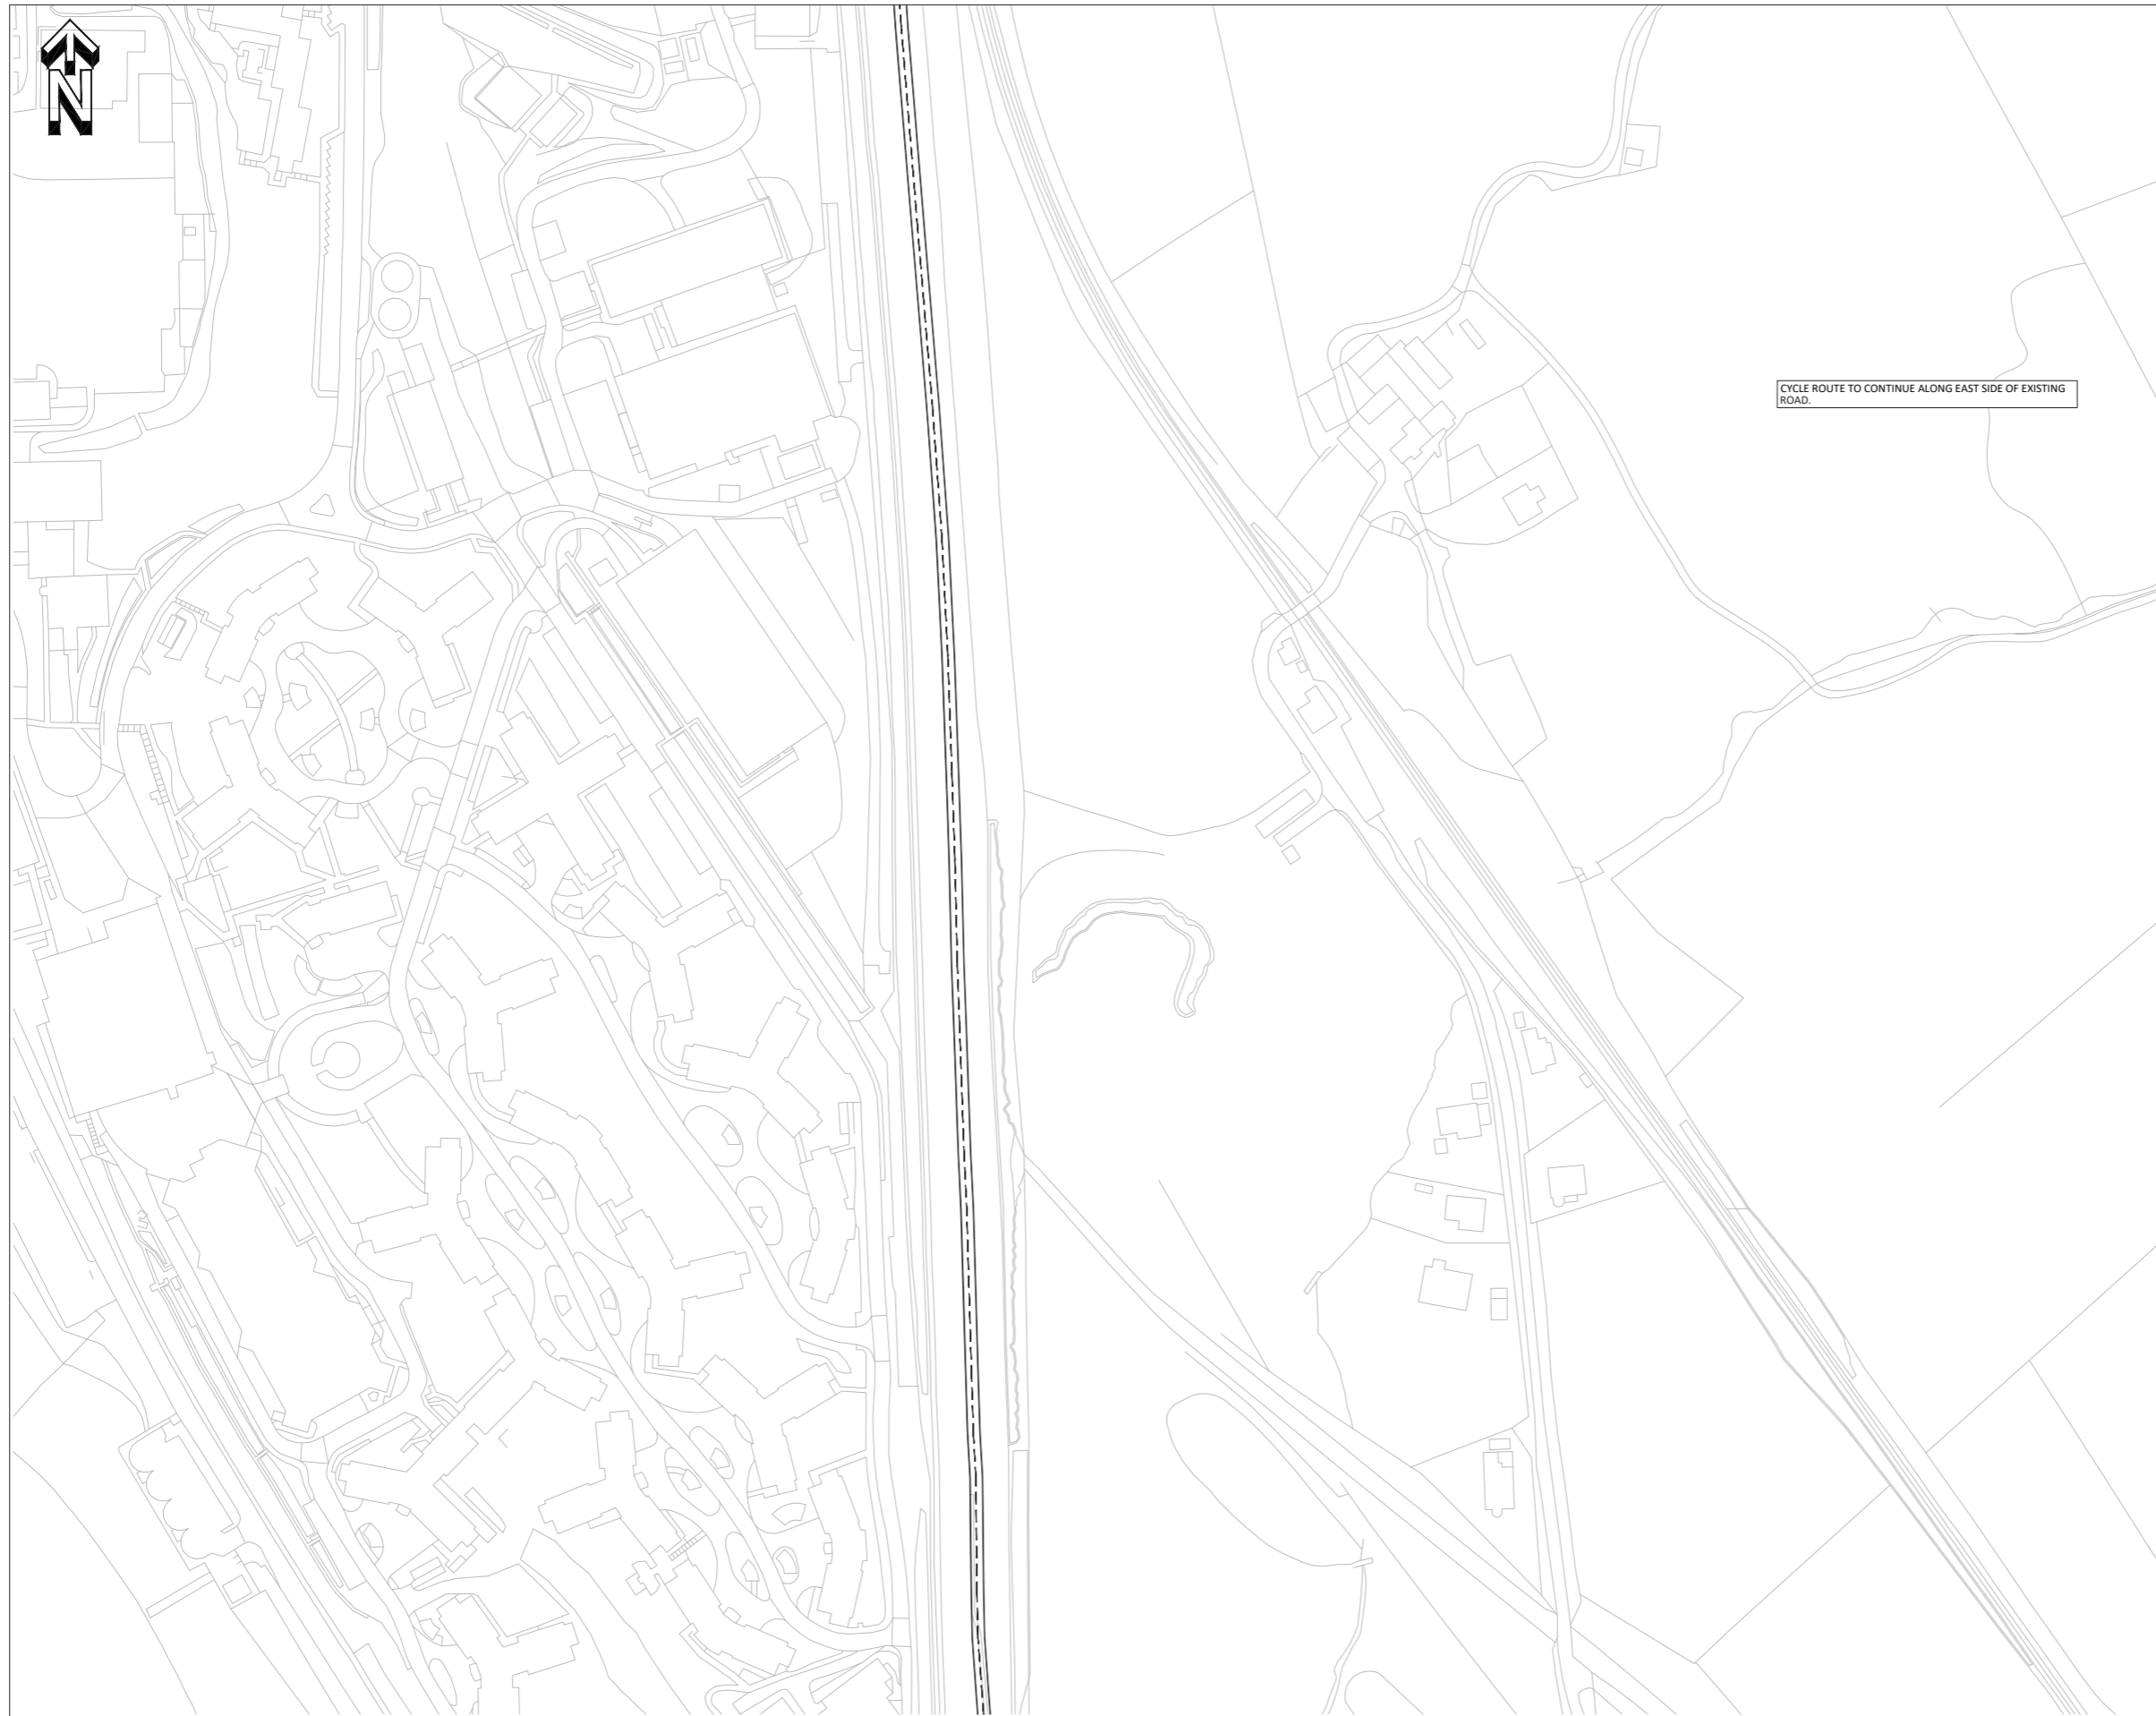 N
CYCLE ROUTE TO CONTINUE ALONG EAST SIDE OF EXISTING
ROAD.